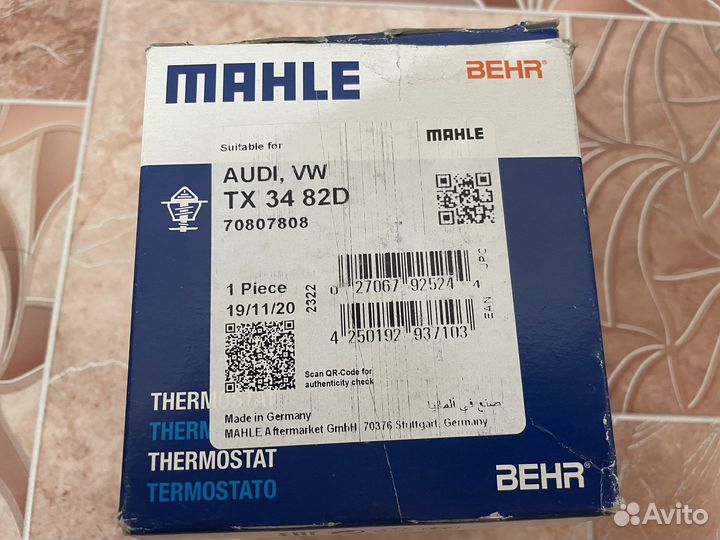 MAHLE
BEHR®
Suitable for
MAHLE
AUDI, VW
TX 34 82D
70807808
1 Piece
19/11/20
2322
0 27067 92524 4
UPC
4 250192 937103
EAN
Scan QR-Code for
authenticity check
صنع في ألمانيا
Made in Germany
MAHLE Aftermarket GmbH 70376 Stuttgart, Germany
THERMOSTAT
THERM
THERMOSTAT
TERMOSTATO
BEHR®
Avito